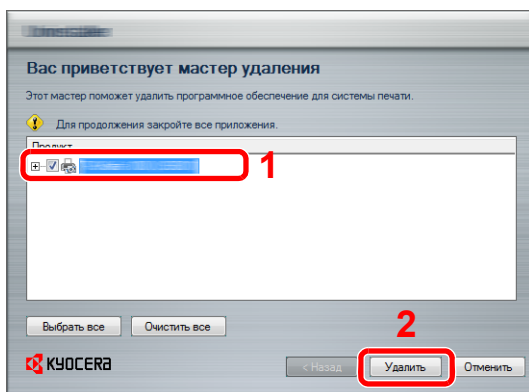 Вас приветствует мастер удаления
Этот мастер поможет удалить программное обеспечение для системы печати.
Для продолжения закройте все приложения.
Продукт
1
Выбрать все Очистить все
2
KYOCERA
< Назад Удалить Отменить